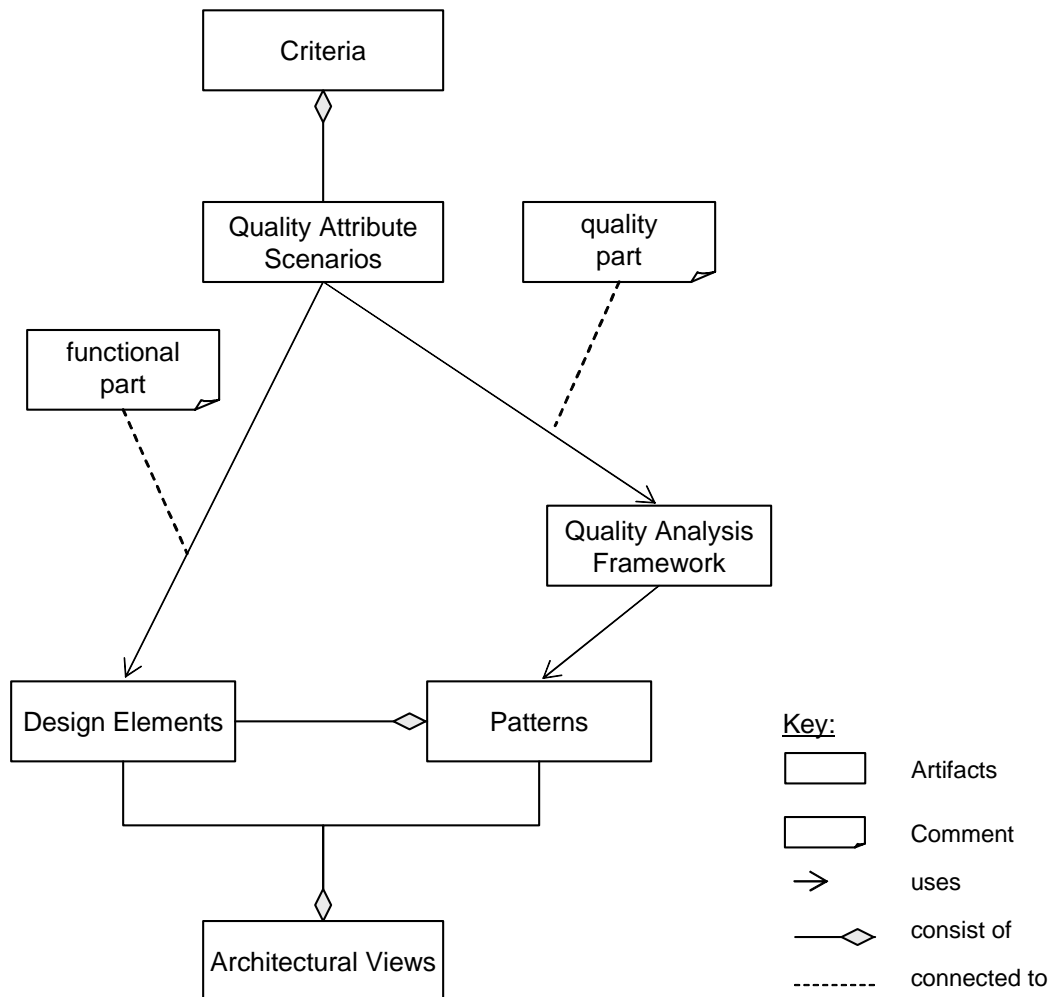 Criteria
Quality Attribute
Scenarios
quality
part
functional
part
Quality Analysis
Framework
Design Elements
Patterns
Architectural Views
Key:
Artifacts
Comment
uses
consist of
connected to